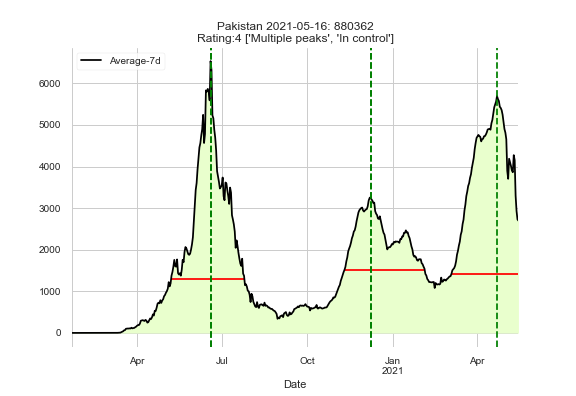 Pakistan 2021-05-16: 880362
Rating:4 ['Multiple peaks', 'In control']
Average-7d
6000
5000
4000
3000
2000
1000
0
Apr
Jul
Oct
Jan
2021
Apr
Date